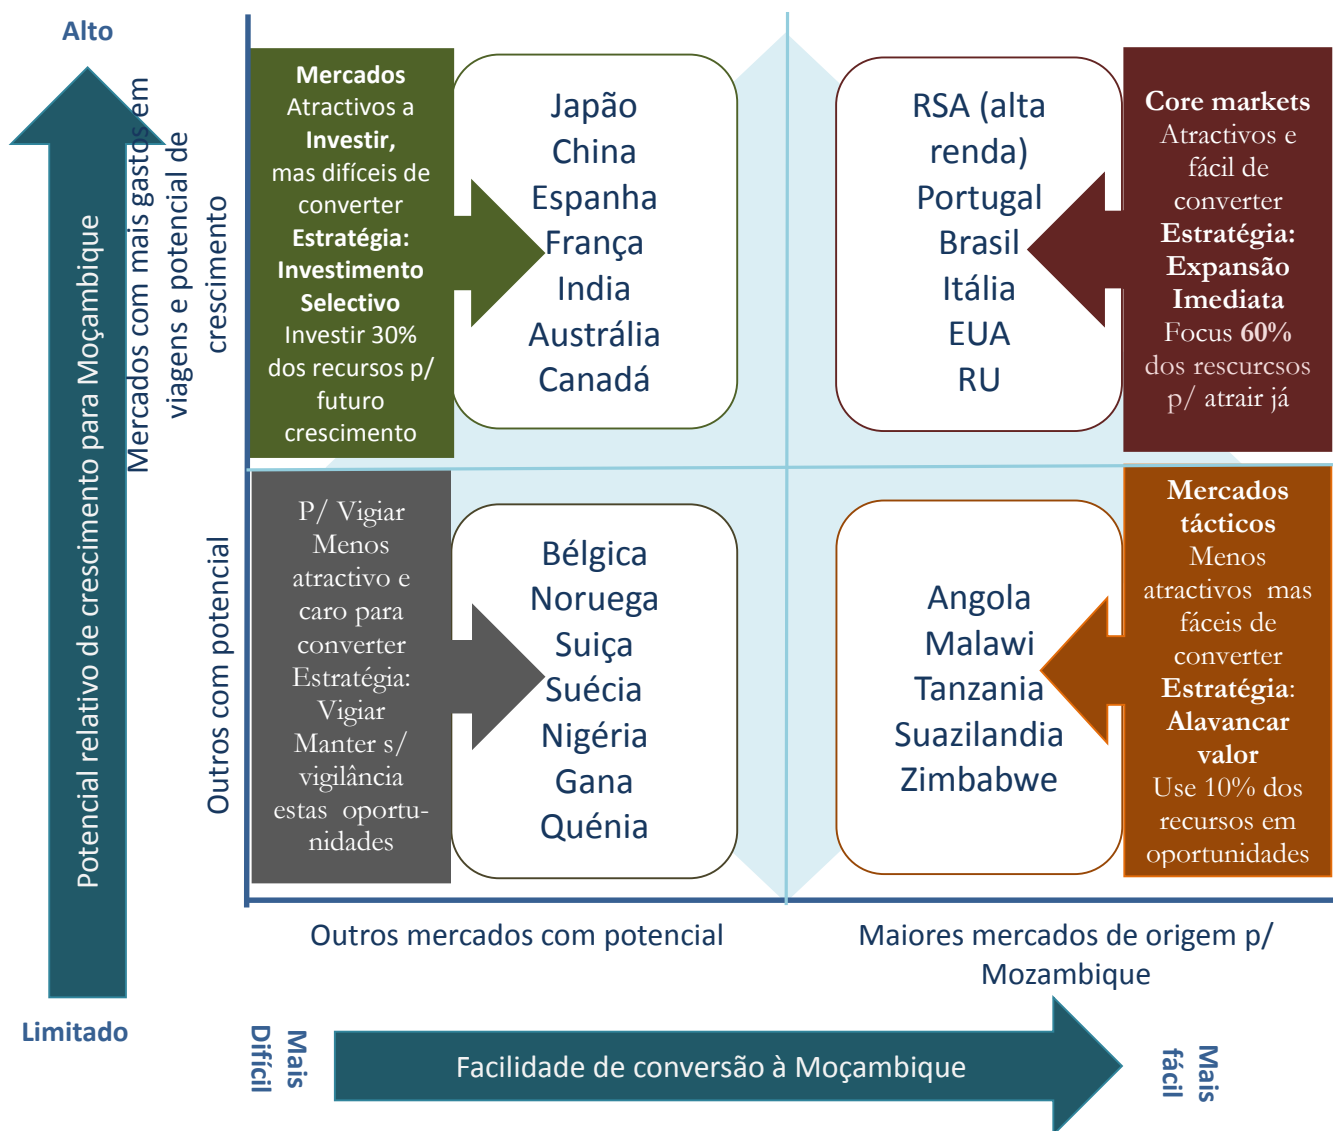 Alto
Potencial relativo de crescimento para Moçambique
Mercados com mais gastos em
viagens e potencial de
crescimento
Outros com potencial
Limitado
Mercados
Atractivos a
Investir,
mas difíceis de
converter
Estratégia:
Investimento
Selectivo
Investir 30%
dos recursos p/
futuro
crescimento
Japão
China
Espanha
França
India
Austrália
Canadá
RSA (alta
renda)
Portugal
Brasil
Itália
EUA
RU
Core markets
Atractivos e
fácil de
converter
Estratégia:
Expansão
Imediata
Focus 60%
dos rescurcsos
p/ atrair já
P/ Vigiar
Menos
atractivo e
caro para
converter
Estratégia:
Vigiar
Manter s/
vigilância
estas oportu-
nidades
Bélgica
Noruega
Suiça
Suécia
Nigéria
Gana
Quénia
Angola
Malawi
Tanzania
Suazilandia
Zimbabwe
Mercados
tácticos
Menos
atractivos mas
fáceis de
converter
Estratégia:
Alavancar
valor
Use 10% dos
recursos em
oportunidades
Outros mercados com potencial
Maiores mercados de origem p/
Mozambique
Mais
Difícil
Facilidade de conversão à Moçambique
Mais
fácil